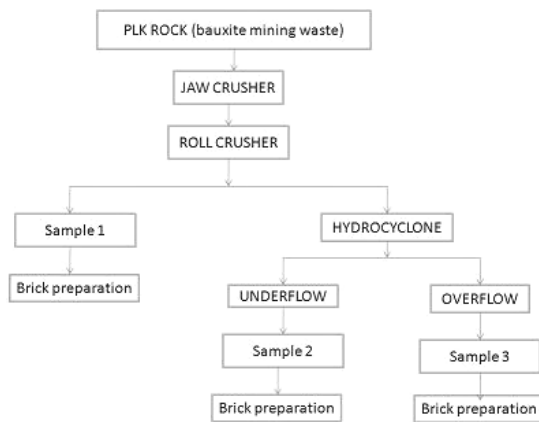 PLK ROCK (bauxite mining waste)
JAW CRUSHER
ROLL CRUSHER
Sample 1
HYDROCYCLONE
Brick preparation
UNDERFLOW
OVERFLOW
Sample 2
Sample 3
Brick preparation
Brick preparation